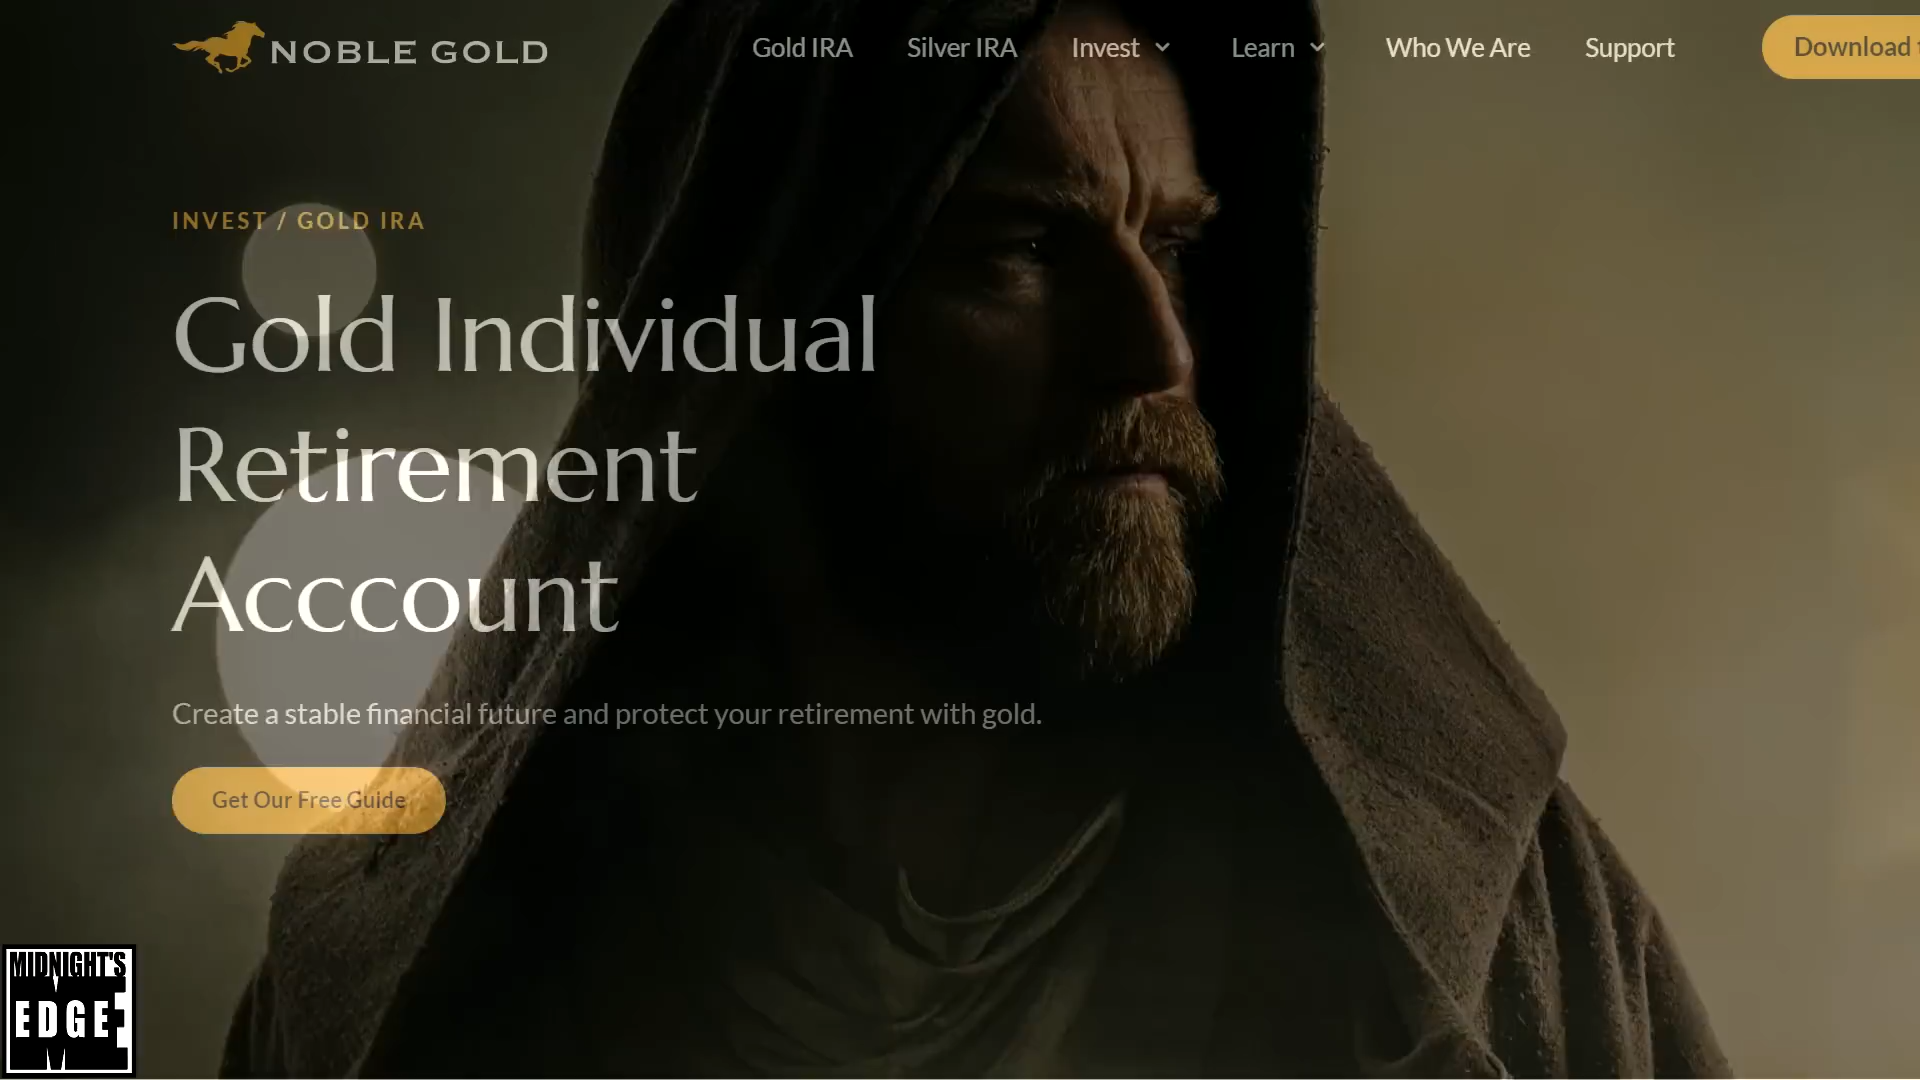 NOBLE GOLD
Gold IRA
Silver IRA
Invest
Learn
Who We Are
Support
Download
INVEST / GOLD IRA
Gold Individual
Retirement
Acccount
Create a stable financial future and protect your retirement with gold.
Get Our Free Guide
MIDNIGHT'S
EDGE